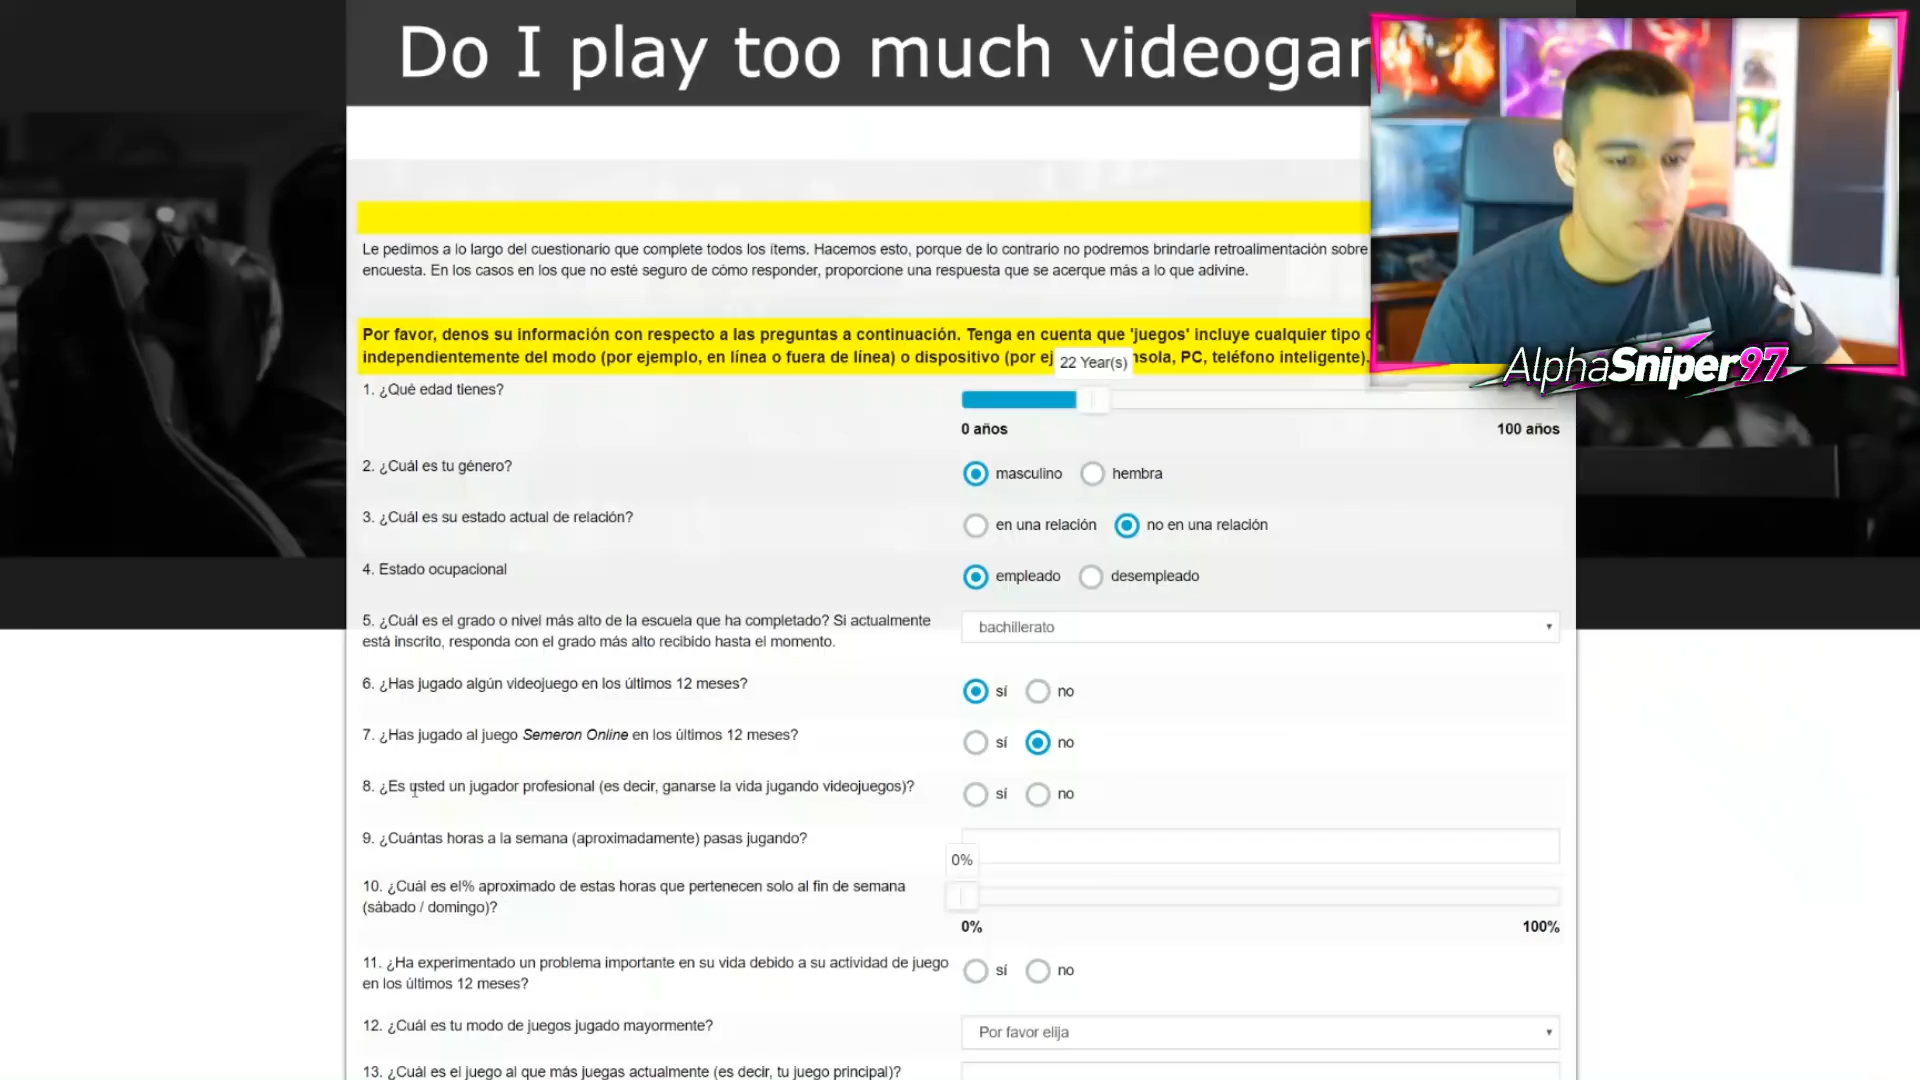 Do I play too much videogar
Le pedimos a lo largo del cuestionario que complete todos los ítems. Hacemos esto, porque de lo contrario no podremos brindarle retroalimentación sobre
encuesta. En los casos en los que no esté seguro de cómo responder, proporcione una respuesta que se acerque más a lo que adivine.
Por favor, denos su información con respecto a las preguntas a continuación. Tenga en cuenta que 'juegos' incluye cualquier tipo
independientemente del modo (por ejemplo, en línea o fuera de línea) o dispositivo (por ej nsola, PC, teléfono inteligente).
22 Year(s)
AlphaSniper97
1. ¿Qué edad tienes?
0 años 100 años
2. ¿Cuál es tu género? masculino hembra
3. ¿Cuál es su estado actual de relación? en una relación no en una relación
4. Estado ocupacional empleado desempleado
5. ¿Cuál es el grado o nivel más alto de la escuela que ha completado? Si actualmente
está inscrito, responda con el grado más alto recibido hasta el momento.
bachillerato
6. ¿Has jugado algún videojuego en los últimos 12 meses? sí no
7. ¿Has jugado al juego Semeron Online en los últimos 12 meses? sí no
8. ¿Es usted un jugador profesional (es decir, ganarse la vida jugando videojuegos)? sí no
9. ¿Cuántas horas a la semana (aproximadamente) pasas jugando?
0%
10. ¿Cuál es el% aproximado de estas horas que pertenecen solo al fin de semana
(sábado / domingo)?
0% 100%
11. ¿Ha experimentado un problema importante en su vida debido a su actividad de juego
en los últimos 12 meses?
sí no
12. ¿Cuál es tu modo de juegos jugado mayormente? Por favor elija
13. ¿Cuál es el juego al que más juegas actualmente (es decir, tu juego principal)?